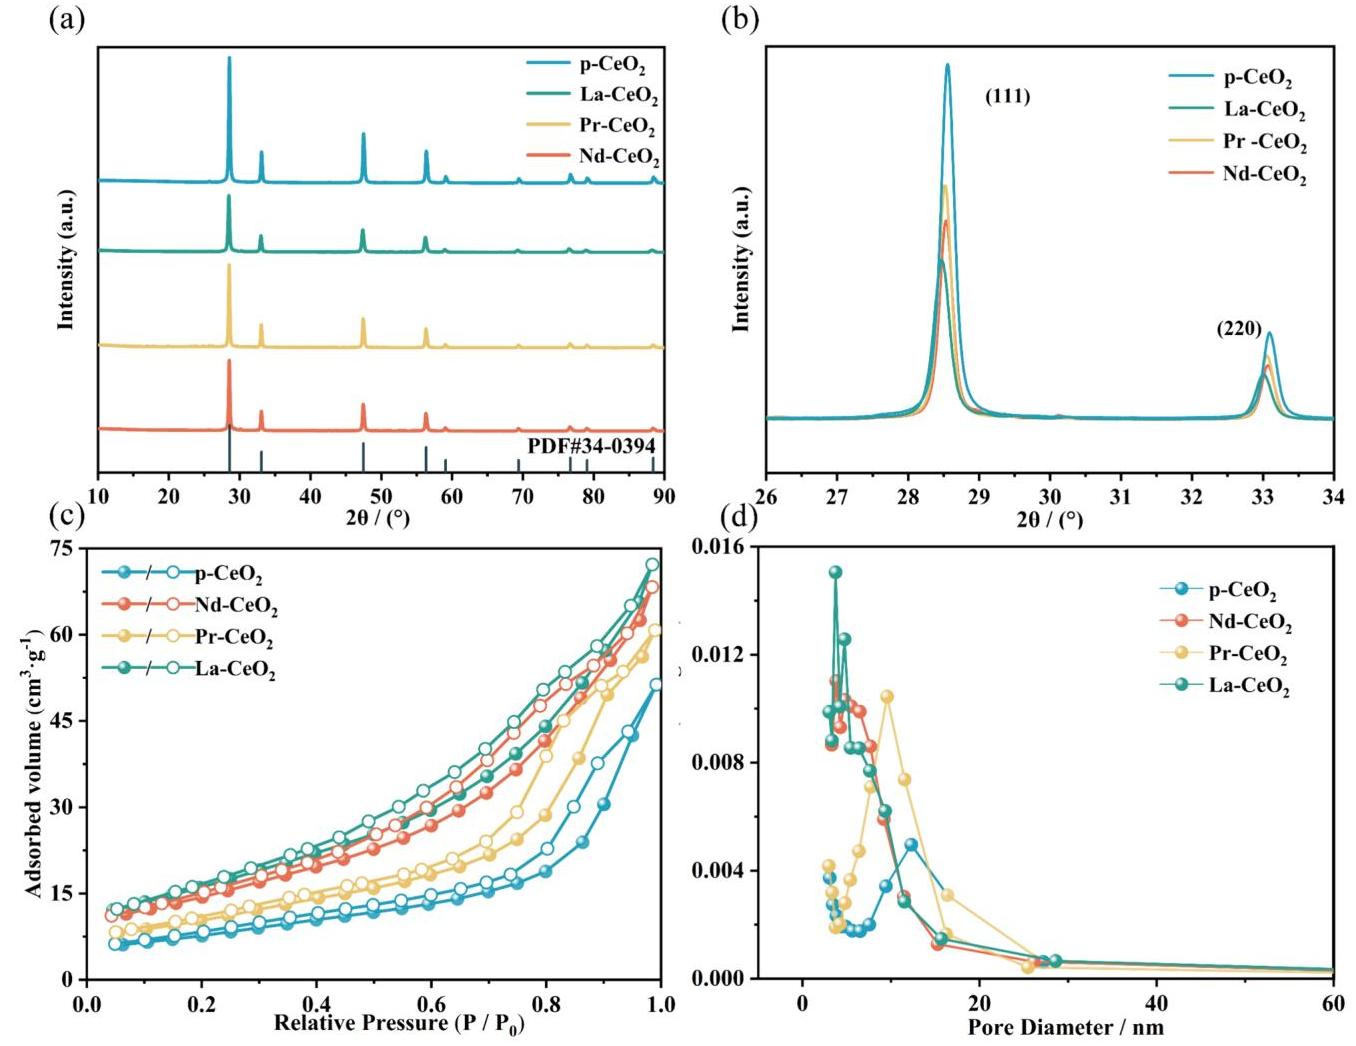 (a)
p-CeO2
La-CeO2
Pr-CeO2
Nd-CeO2
PDF#34-0394
Intensity (a.u.)
10 20 30 40 50 60 70 80 90
2θ / (°)
(b)
(111)
(220)
p-CeO2
La-CeO2
Pr -CeO2
Nd-CeO2
Intensity (a.u.)
26 27 28 29 30 31 32 33 34
2θ / (°)
(c)
75
60
45
30
15
0
/ p-CeO2
/ Nd-CeO2
/ Pr-CeO2
/ La-CeO2
Adsorbed volume (cm3·g-1)
0.0 0.2 0.4 0.6 0.8 1.0
Relative Pressure (P / P0)
(d)
0.016
0.012
0.008
0.004
0.000
p-CeO2
Nd-CeO2
Pr-CeO2
La-CeO2
0 20 40 60
Pore Diameter / nm